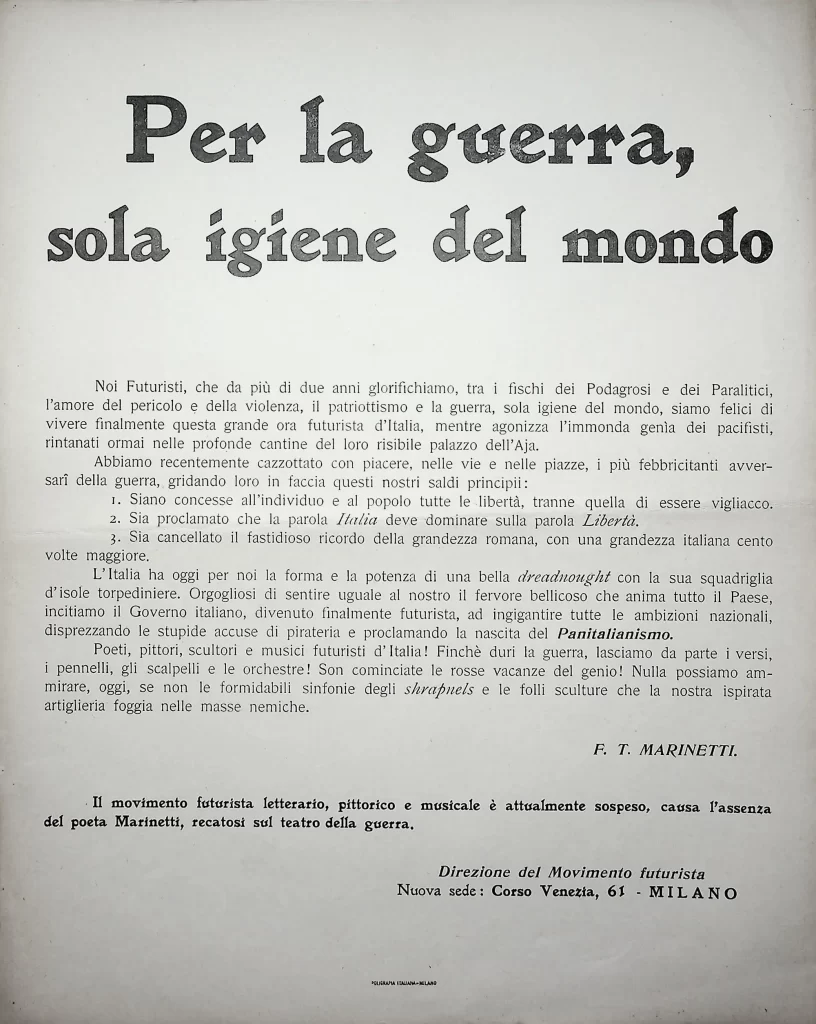 Per la guerra,
sola igiene del mondo
Noi Futuristi, che da più di due anni glorifichiamo, tra i fischi dei Podagrosi e dei Paralitici,
l'amore del pericolo e della violenza, il patriottismo e la guerra, sola igiene del mondo, siamo felici di
vivere finalmente questa grande ora futurista d'Italia, mentre agonizza l'immonda genìa dei pacifisti,
rintanati ormai nelle profonde cantine del loro risibile palazzo dell'Aja.
Abbiamo recentemente cazzottato con piacere, nelle vie e nelle piazze, i più febbricitanti avver-
sarî della guerra, gridando loro in faccia questi nostri saldi principii:
1. Siano concesse all'individuo e al popolo tutte le libertà, tranne quella di essere vigliacco.
2. Sia proclamato che la parola Italia deve dominare sulla parola Libertà.
3. Sia cancellato il fastidioso ricordo della grandezza romana, con una grandezza italiana cento
volte maggiore.
L'Italia ha oggi per noi la forma e la potenza di una bella dreadnought con la sua squadriglia
d'isole torpediniere. Orgogliosi di sentire uguale al nostro il fervore bellicoso che anima tutto il Paese,
incitiamo il Governo italiano, divenuto finalmente futurista, ad ingigantire tutte le ambizioni nazionali,
disprezzando le stupide accuse di pirateria e proclamando la nascita del Panitalianismo.
Poeti, pittori, scultori e musici futuristi d'Italia! Finchè duri la guerra, lasciamo da parte i versi,
i pennelli, gli scalpelli e le orchestre! Son cominciate le rosse vacanze del genio! Nulla possiamo am-
mirare, oggi, se non le formidabili sinfonie degli shrapnels e le folli sculture che la nostra ispirata
artiglieria foggia nelle masse nemiche.
F. T. MARINETTI.
Il movimento futurista letterario, pittorico e musicale è attualmente sospeso, causa l'assenza
del poeta Marinetti, recatosi sul teatro della guerra.
Direzione del Movimento futurista
Nuova sede: Corso Venezia, 61 - MILANO
POLIGRAFIA ITALIANA-MILANO